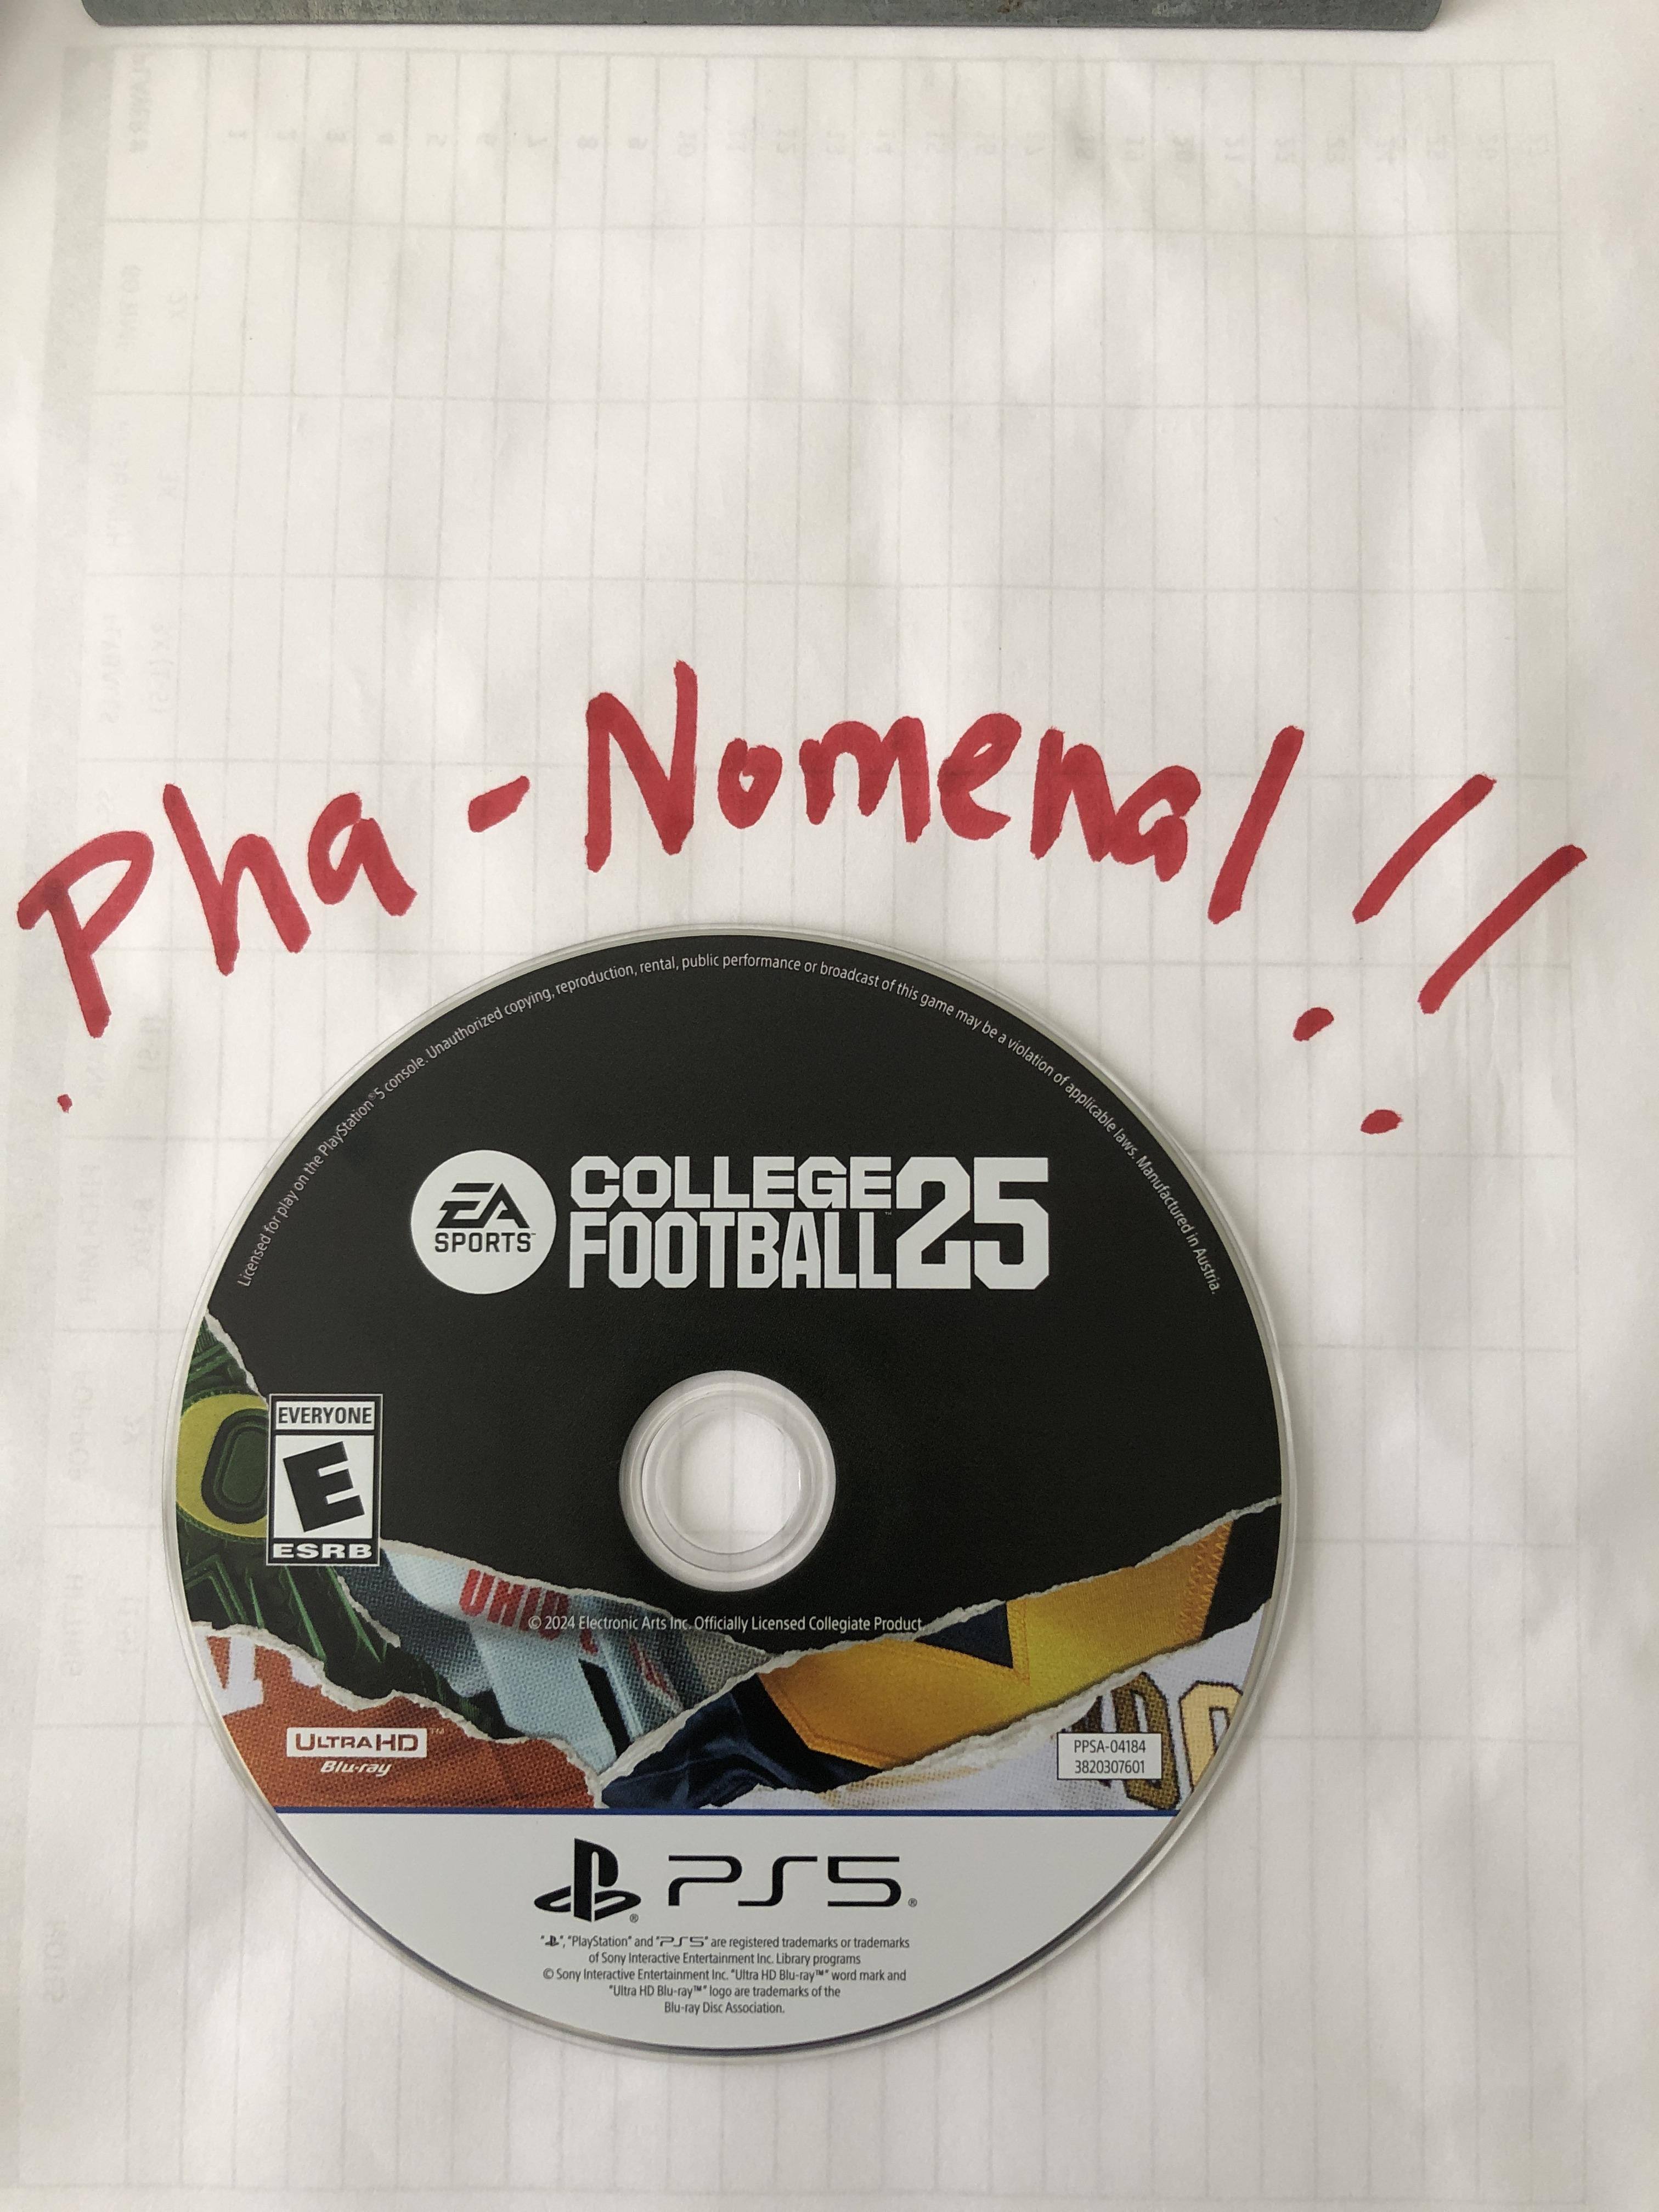 Pha-Nomenal!!
Licensed for play on the PlayStation®5 console. Unauthorized copying, reproduction, rental, public performance or broadcast of this game may be a violation of applicable laws. Manufactured in Austria.
EA
SPORTS™
COLLEGE
FOOTBALL™
25
EVERYONE
E
ESRB
© 2024 Electronic Arts Inc. Officially Licensed Collegiate Product
ULTRA HD™
Blu-ray
PPSA-04184
3820307601
PS5®
"PlayStation" and "PS5" are registered trademarks or trademarks
of Sony Interactive Entertainment Inc. Library programs
© Sony Interactive Entertainment Inc. "Ultra HD Blu-ray™" word mark and
"Ultra HD Blu-ray™" logo are trademarks of the
Blu-ray Disc Association.